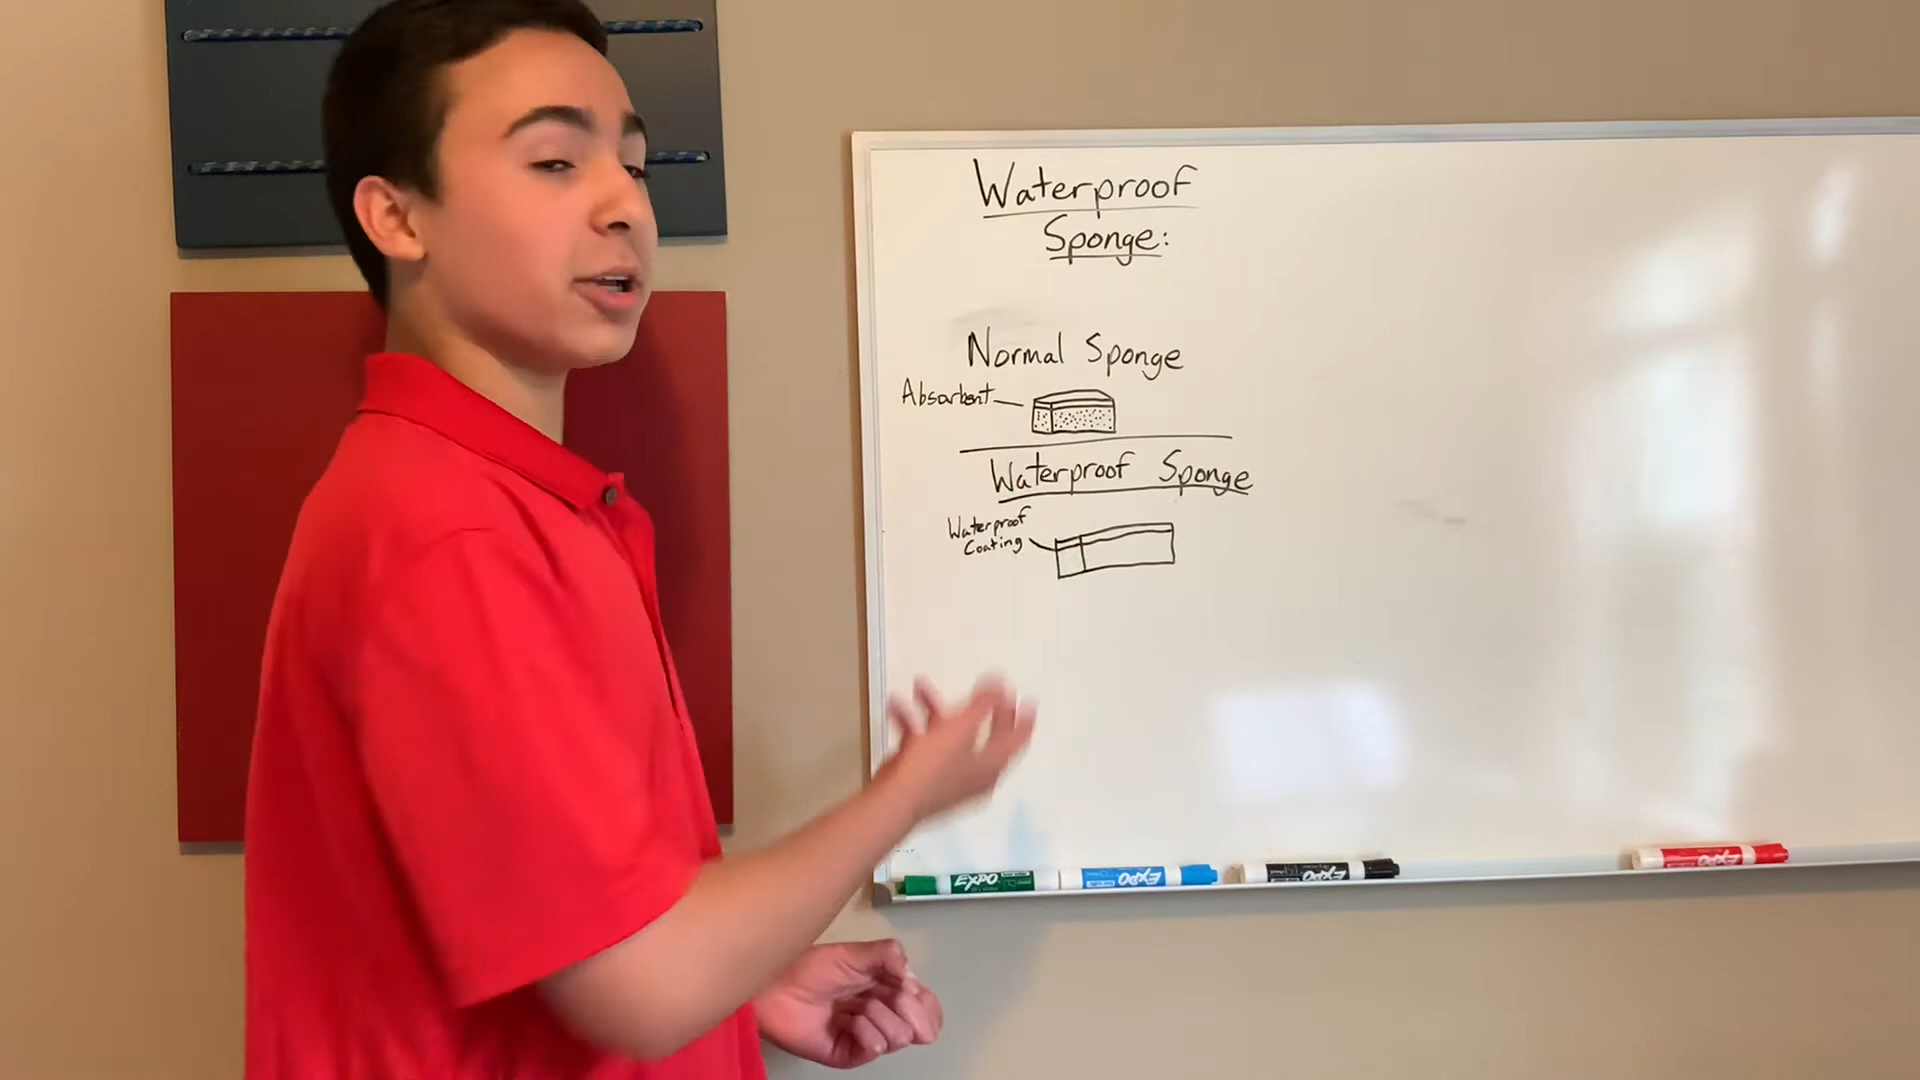 Waterproof
Sponge:
Normal Sponge
Absorbent
Waterproof Sponge
Waterproof
Coating
EXPO
EXPO
EXPO
EXPO